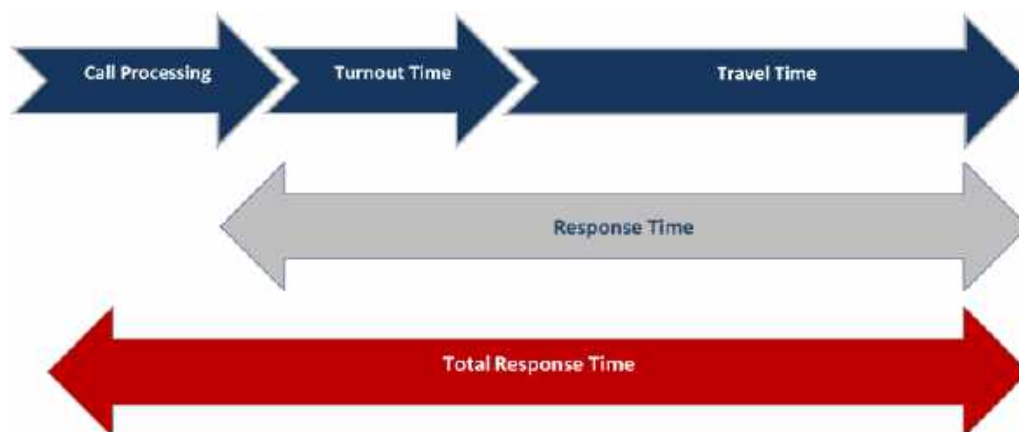 Call Processing
Turnout Time
Travel Time
Response Time
Total Response Time